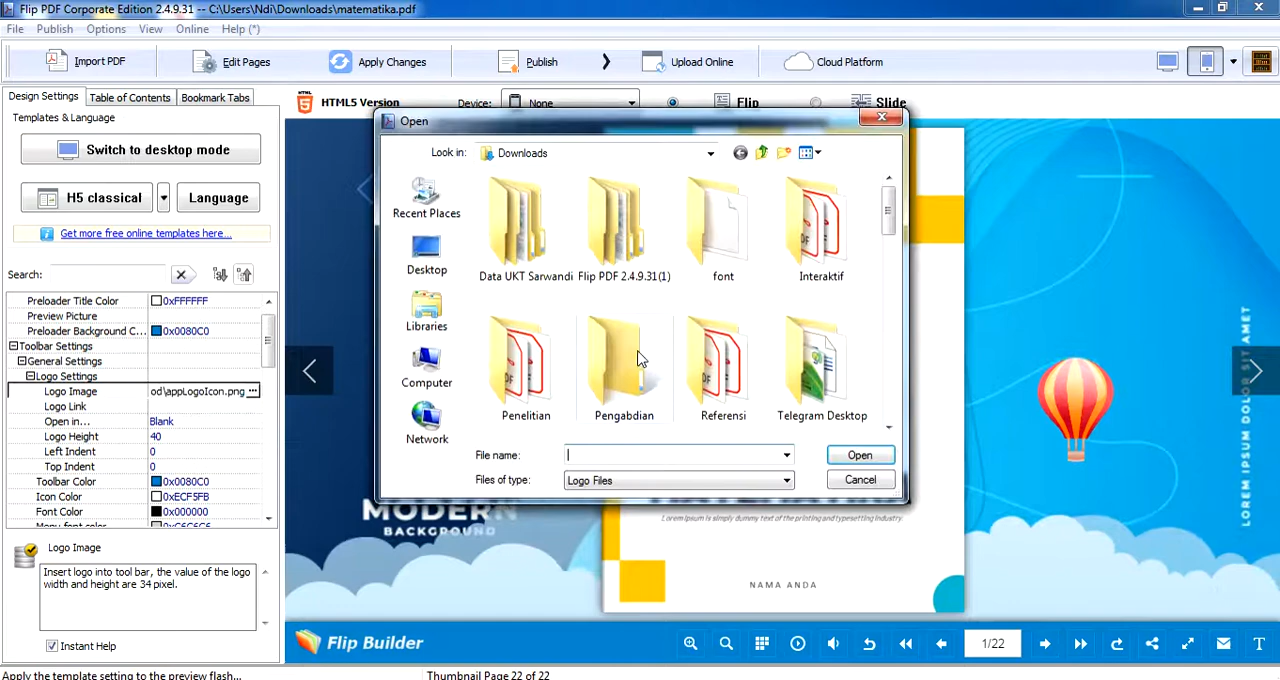 Flip PDF Corporate Edition 2.4.9.31 -- C:\Users\Ndi\Downloads\matematika.pdf
File Publish Options View Online Help (*)
Import PDF Edit Pages Apply Changes Publish Upload Online Cloud Platform
Design Settings Table of Contents Bookmark Tabs
HTML HTML5 Version Device: None Flip Slide
Templates & Language
Switch to desktop mode
H5 classical Language
Get more free online templates here...
Search:
Preloader Title Color 0xFFFFFF
Preview Picture
Preloader Background C... 0x0080C0
Toolbar Settings
General Settings
Logo Settings
Logo Image od\appLogoIcon.png ...
Logo Link
Open in... Blank
Logo Height 40
Left Indent 0
Top Indent 0
Toolbar Color 0x0080C0
Icon Color 0xECF5FB
Font Color 0x000000
Menu font color
Logo Image
Insert logo into tool bar, the value of the logo
width and height are 34 pixel.
Instant Help
Apply the template setting to the preview flash...
Thumbnail Page 22 of 22
Open
Look in: Downloads
Recent Places
Desktop
Libraries
Computer
Network
Data UKT Sarwandi Flip PDF 2.4.9.31(1) font Interaktif
Penelitian Pengabdian Referensi Telegram Desktop
File name: Open
Files of type: Logo Files Cancel
MODERN
BACKGROUND
Lorem Ipsum is simply dummy text of the printing and typesetting industry.
NAMA ANDA
LOREM IPSUM DOLOR SIT AMET
Flip Builder
1/22
T